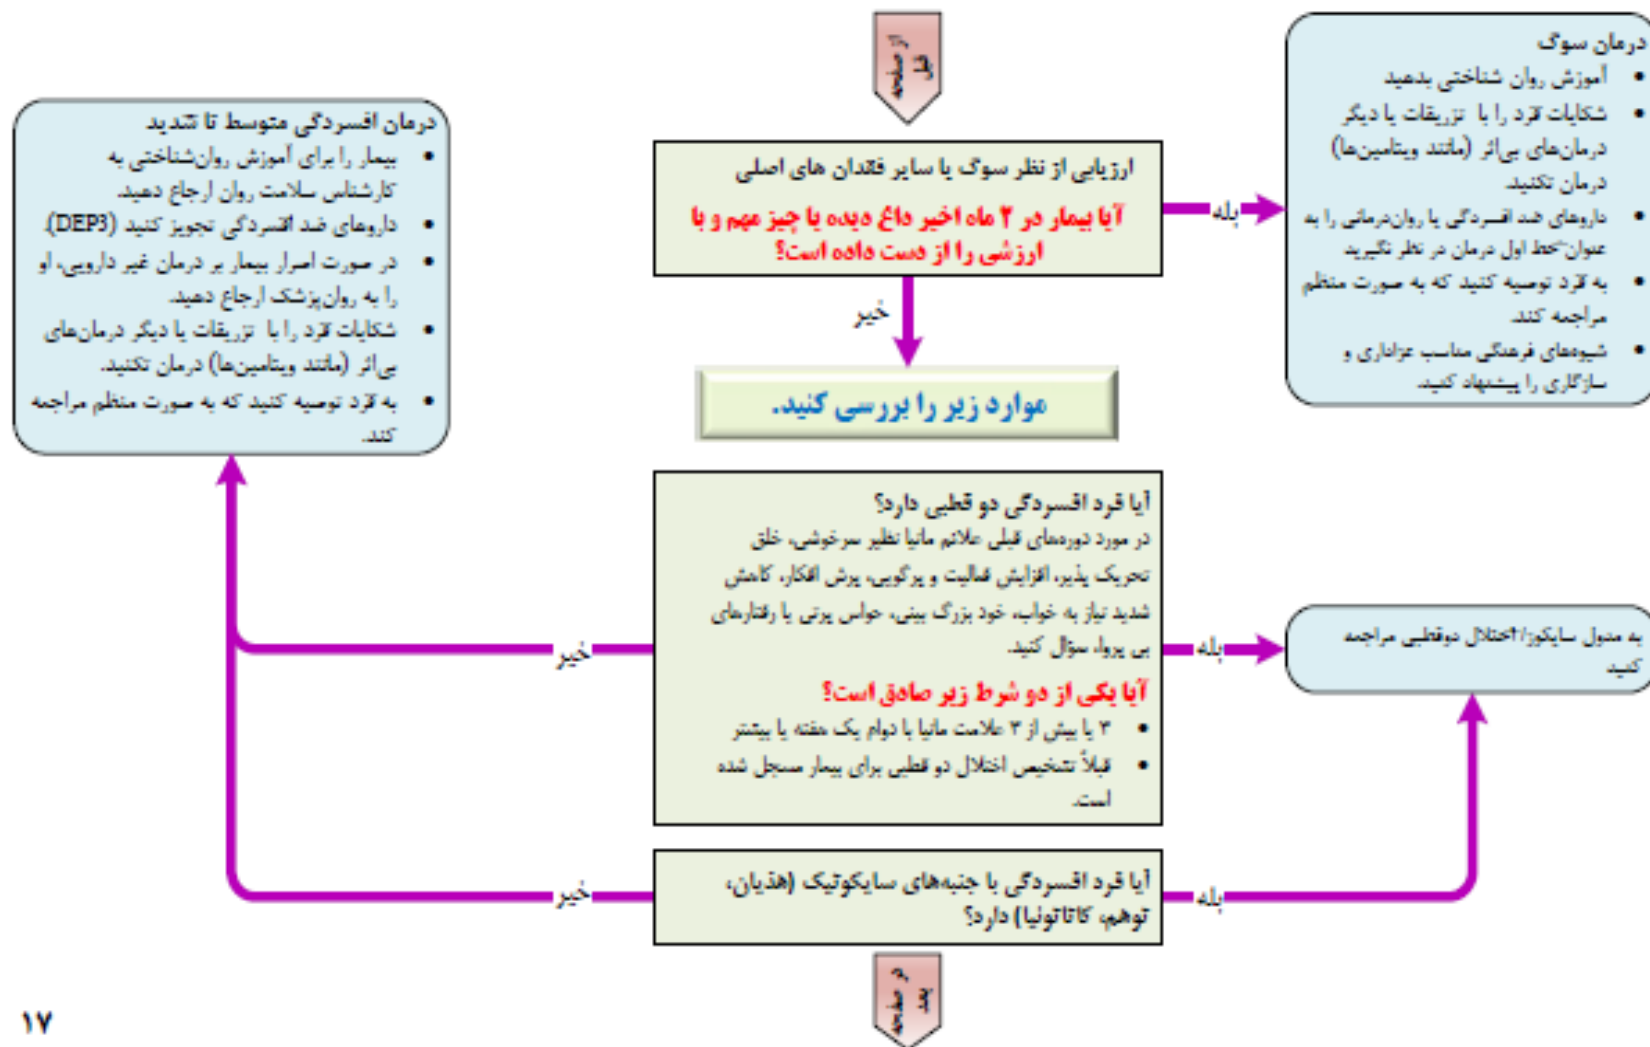 از صفحه
قبل
درمان سوگ
• آموزش روان شناختی بدهید
• شکایات فرد را با تزریقات یا دیگر
درمان‌های بی‌اثر (مانند ویتامین‌ها)
درمان نکنید.
• داروهای ضد افسردگی یا روان‌درمانی را به
عنوان خط اول درمان در نظر نگیرید
• به فرد توصیه کنید که به صورت منظم
مراجعه کند.
• شیوه‌های فرهنگی مناسب عزاداری و
سازگاری را پیشنهاد کنید.
ارزیابی از نظر سوگ یا سایر فقدان های اصلی
آیا بیمار در ۲ ماه اخیر داغ دیده یا چیز مهم و با
ارزشی را از دست داده است؟
بله
خیر
درمان افسردگی متوسط تا شدید
• بیمار را برای آموزش روان‌شناختی به
کارشناس سلامت روان ارجاع دهید.
• داروهای ضد افسردگی تجویز کنید (DEP3).
• در صورت اصرار بیمار بر درمان غیر دارویی، او
را به روان‌پزشک ارجاع دهید.
• شکایات فرد را با تزریقات یا دیگر درمان‌های
بی‌اثر (مانند ویتامین‌ها) درمان نکنید.
• به فرد توصیه کنید که به صورت منظم مراجعه
کند.
موارد زیر را بررسی کنید.
آیا فرد افسردگی دو قطبی دارد؟
در مورد دوره‌های قبلی علائم مانیا نظیر سرخوشی، خلق
تحریک پذیر، افزایش فعالیت و پرگویی، پرش افکار، کاهش
شدید نیاز به خواب، خود بزرگ بینی، حواس پرتی یا رفتارهای
بی پروا، سؤال کنید.
آیا یکی از دو شرط زیر صادق است؟
• ۳ یا بیش از ۳ علامت مانیا با دوام یک هفته یا بیشتر
• قبلاً تشخیص اختلال دو قطبی برای بیمار مسجل شده
است.
بله
خیر
به مدول سایکوز/اختلال دوقطبی مراجعه
کنید
آیا فرد افسردگی با جنبه‌های سایکوتیک (هذیان،
توهم، کاتاتونیا) دارد؟
بله
خیر
در صفحه
بعد
۱۷